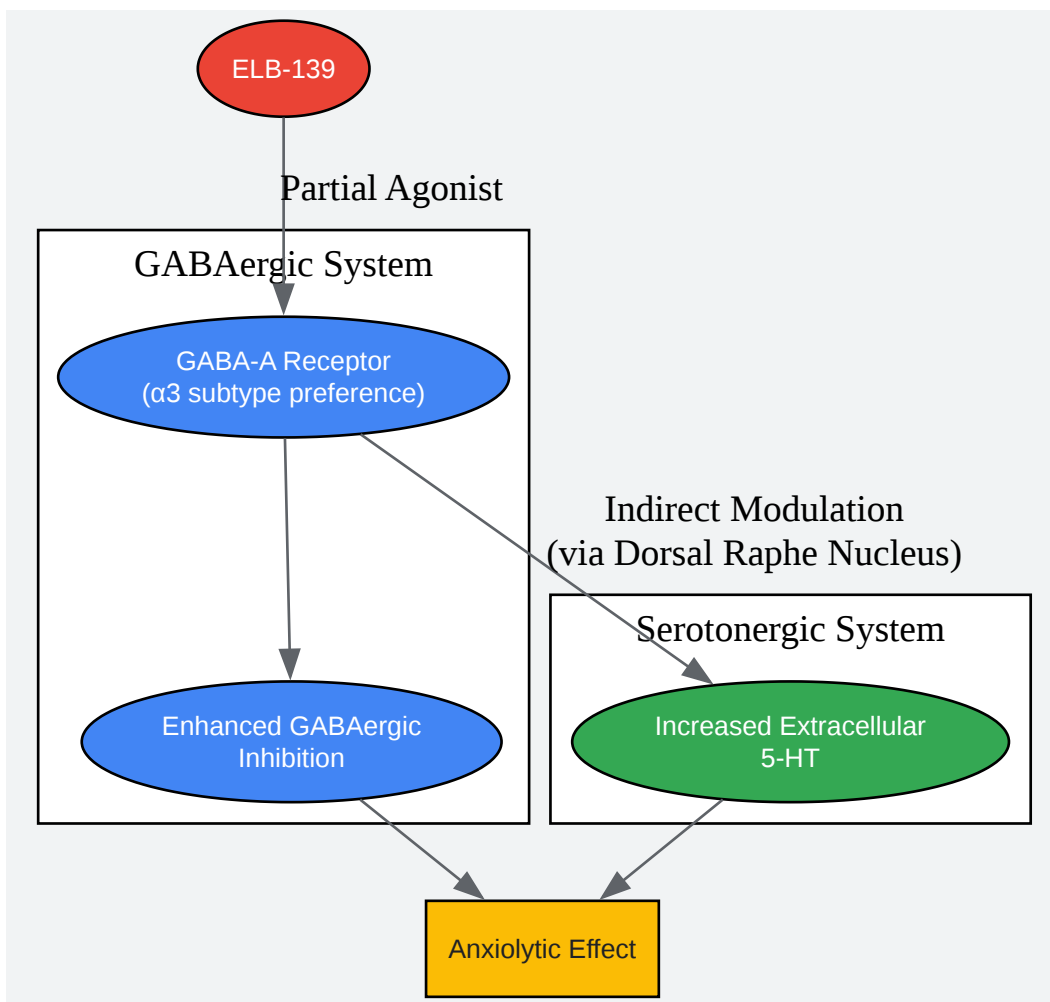 ELB-139
Partial Agonist
GABAergic System
GABA-A Receptor
(α3 subtype preference)
Indirect Modulation
(via Dorsal Raphe Nucleus)
Serotonergic System
Enhanced GABAergic
Inhibition
Increased Extracellular
5-HT
Anxiolytic Effect